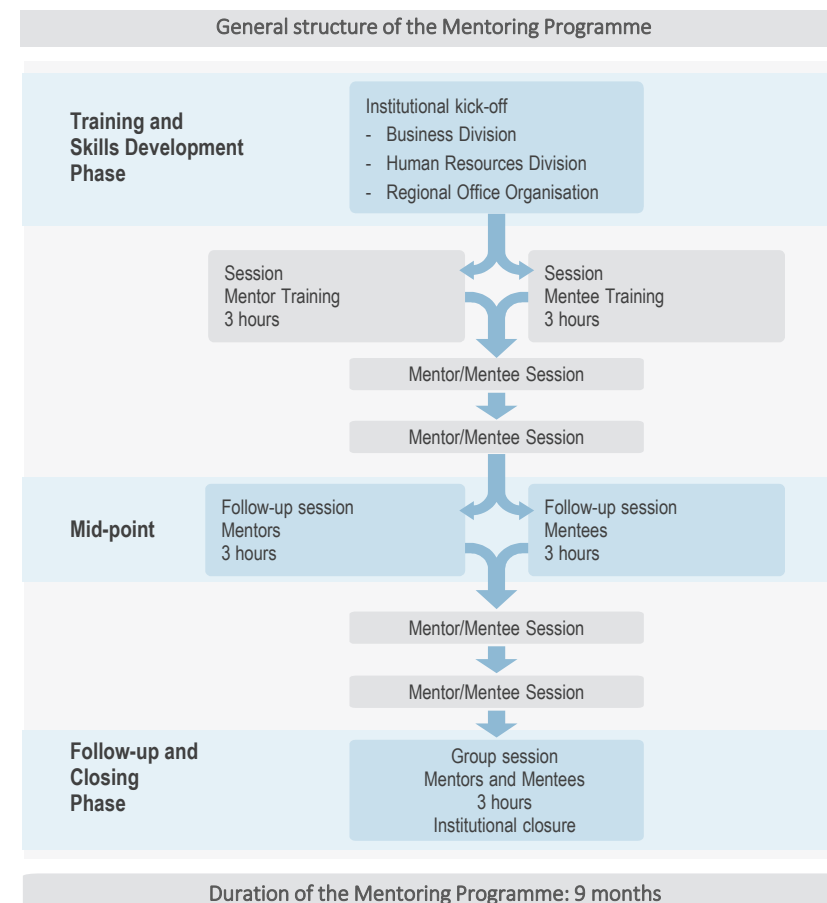 General structure of the Mentoring Programme
Training and
Skills Development
Phase
Institutional kick-off
- Business Division
- Human Resources Division
- Regional Office Organisation
Session
Mentor Training
3 hours
Session
Mentee Training
3 hours
Mentor/Mentee Session
Mentor/Mentee Session
Mid-point
Follow-up session
Mentors
3 hours
Follow-up session
Mentees
3 hours
Mentor/Mentee Session
Mentor/Mentee Session
Follow-up and
Closing
Phase
Group session
Mentors and Mentees
3 hours
Institutional closure
Duration of the Mentoring Programme: 9 months